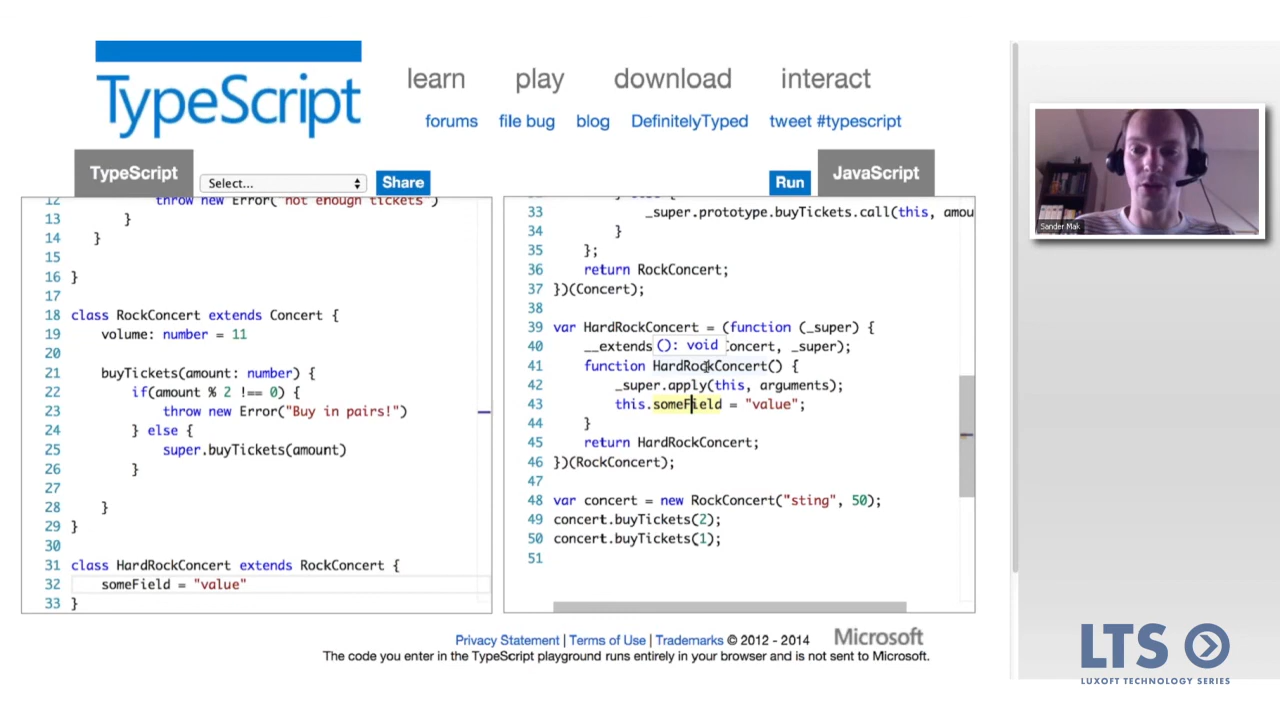 TypeScript
learn play download interact
forums file bug blog DefinitelyTyped tweet #typescript
TypeScript
Select...
Share
Run
JavaScript
12 throw new Error("not enough tickets")
13 }
14 }
15
16 }
17
18 class RockConcert extends Concert {
19 volume: number = 11
20
21 buyTickets(amount: number) {
22 if(amount % 2 !== 0) {
23 throw new Error("Buy in pairs!")
24 } else {
25 super.buyTickets(amount)
26 }
27
28 }
29 }
30
31 class HardRockConcert extends RockConcert {
32 someField = "value"
33 }
33 _super.prototype.buyTickets.call(this, amou
34 }
35 };
36 return RockConcert;
37 })(Concert);
38
39 var HardRockConcert = (function (_super) {
40 __extends oncert, _super);
(): void
41 function HardRockConcert() {
42 _super.apply(this, arguments);
43 this.someField = "value";
44 }
45 return HardRockConcert;
46 })(RockConcert);
47
48 var concert = new RockConcert("sting", 50);
49 concert.buyTickets(2);
50 concert.buyTickets(1);
51
Privacy Statement | Terms of Use | Trademarks © 2012 - 2014 Microsoft
The code you enter in the TypeScript playground runs entirely in your browser and is not sent to Microsoft.
Sander Mak
LTS
LUXOFT TECHNOLOGY SERIES